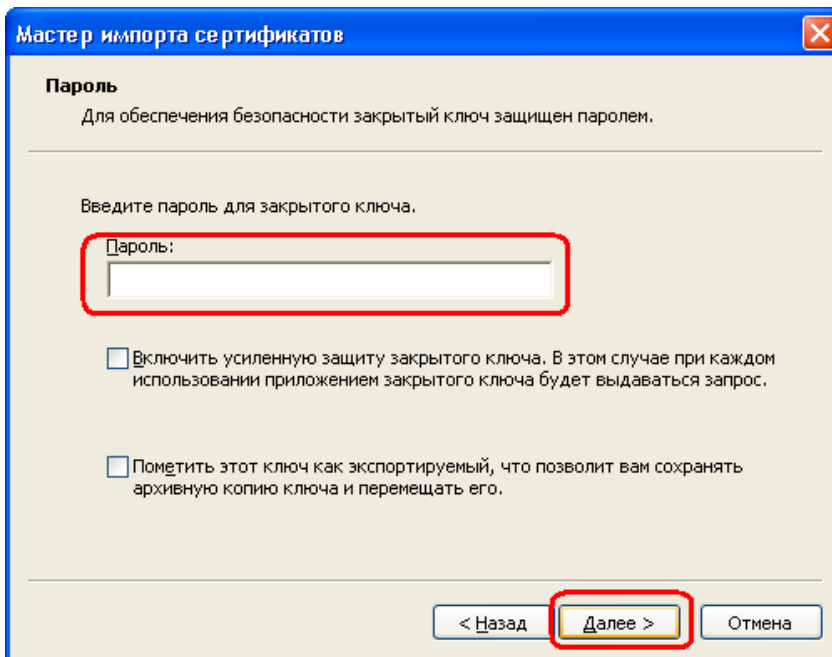 Мастер импорта сертификатов
Пароль
Для обеспечения безопасности закрытый ключ защищен паролем.
Введите пароль для закрытого ключа.
Пароль:
Включить усиленную защиту закрытого ключа. В этом случае при каждом
использовании приложением закрытого ключа будет выдаваться запрос.
Пометить этот ключ как экспортируемый, что позволит вам сохранять
архивную копию ключа и перемещать его.
< Назад Далее > Отмена